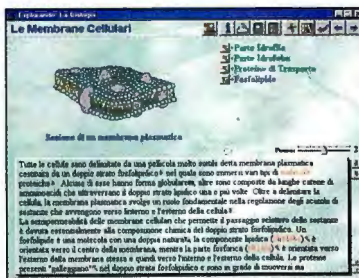 Esplorando: La Biologia
Le Membrane Cellulari
Parte Idrofila
Parte Idrofoba
Proteine di Trasporto
Fosfolipide
Sezione di un membrana plasmatica
Tutte le cellule sono delimitate da una pellicola molto sottile detta membrana plasmatica
costituita da un doppio strato fosfolipidico nel quale sono immersi vari tipi di
proteiche Alcune di esse hanno forma globulare, altre sono composte da lunghe catene di
aminoacidi che attraversano il doppio strato lipidico una o più volte Oltre a delimitare la
cellula, la membrana plasmatica svolge un ruolo fondamentale nella regolazione degli scambi di
sostanze che avvengono verso l'interno e l'esterno della cellula
La semipermeabilità delle membrane cellulari che permette il passaggio selettivo delle sostanze
è dovuta essenzialmente alla composizione chimica del doppio strato fosfolipidico. Un
fosfolipide è una molecola con una doppia natura: la componente lipidica è
orientata verso il centro della membrana, mentre la parte fosforica è orientata verso
l'esterno della membrana stessa e quindi verso l'interno e l'esterno della cellula. Le proteine
presenti "galleggiano" nel doppio strato fosfolipidico e sono in grado di muoversi ma